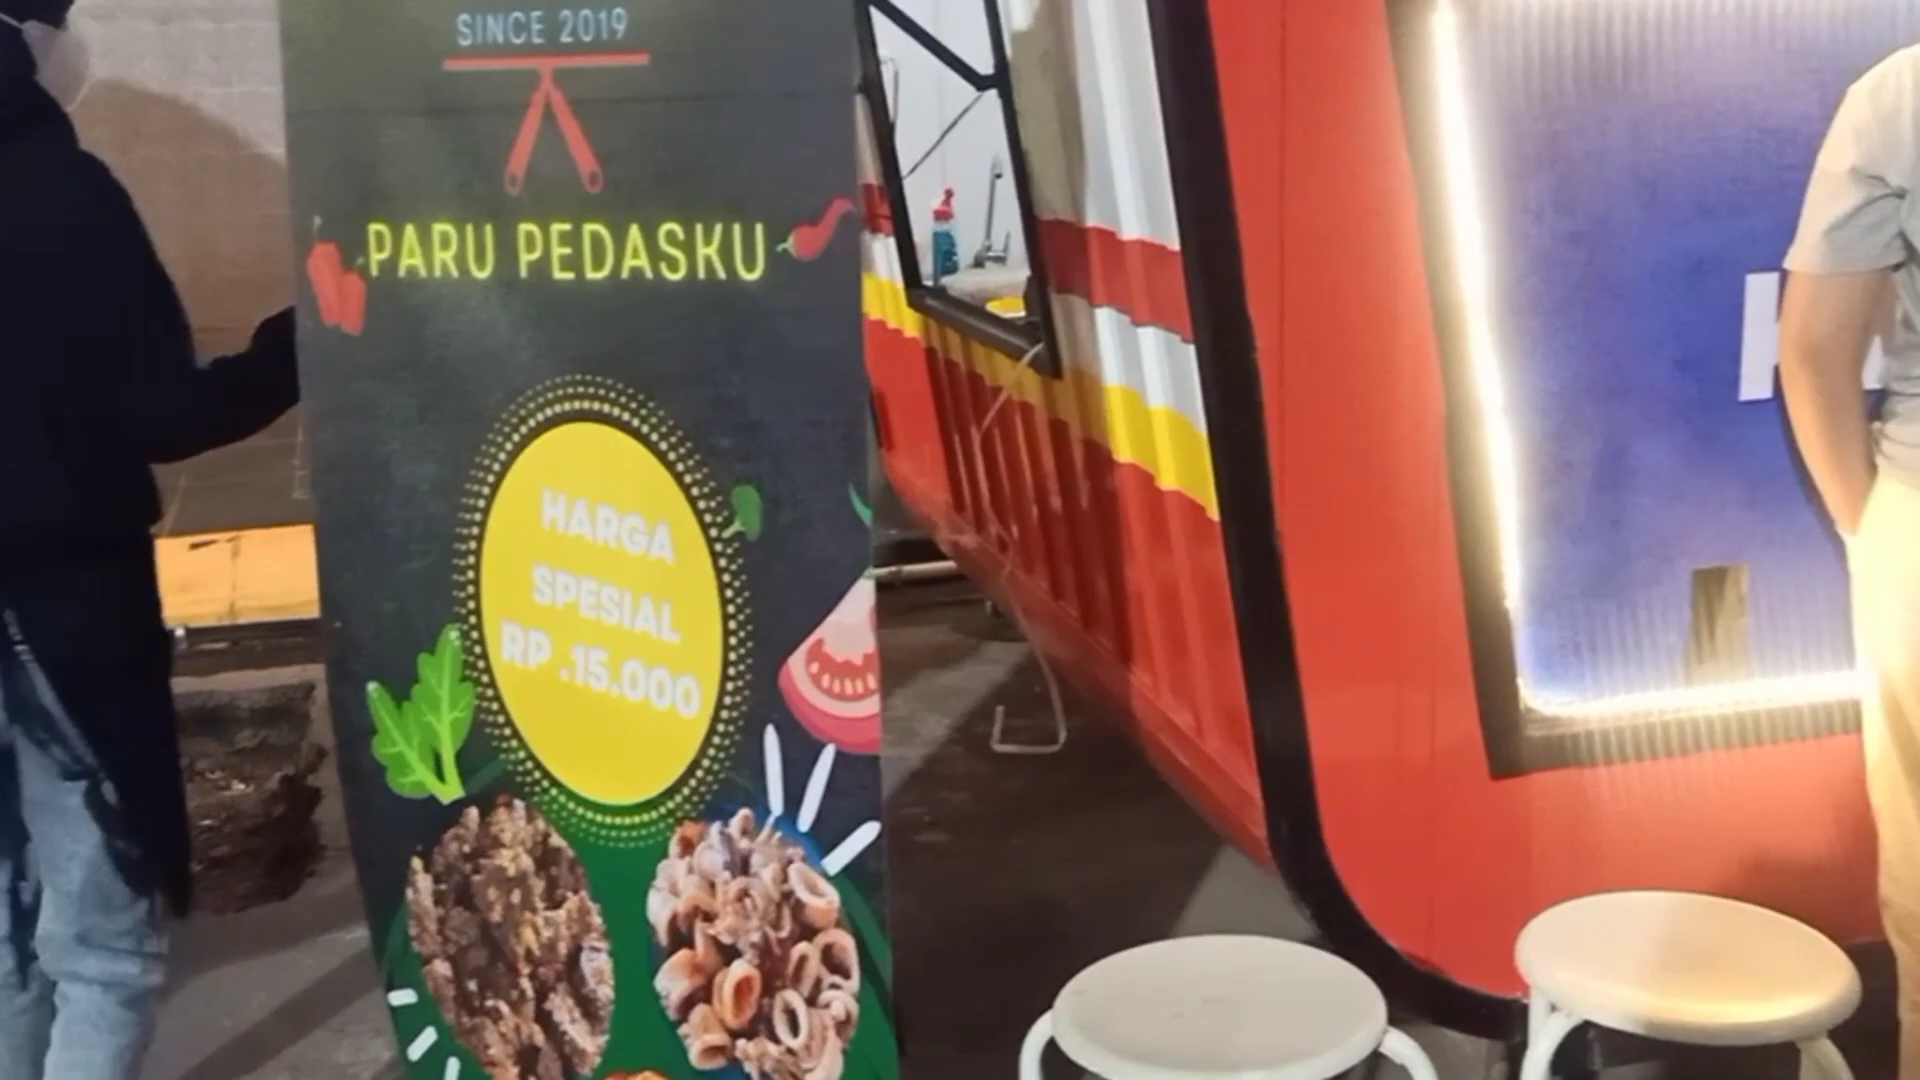 SINCE 2019
PARU PEDASKU
HARGA
SPESIAL
RP .15.000